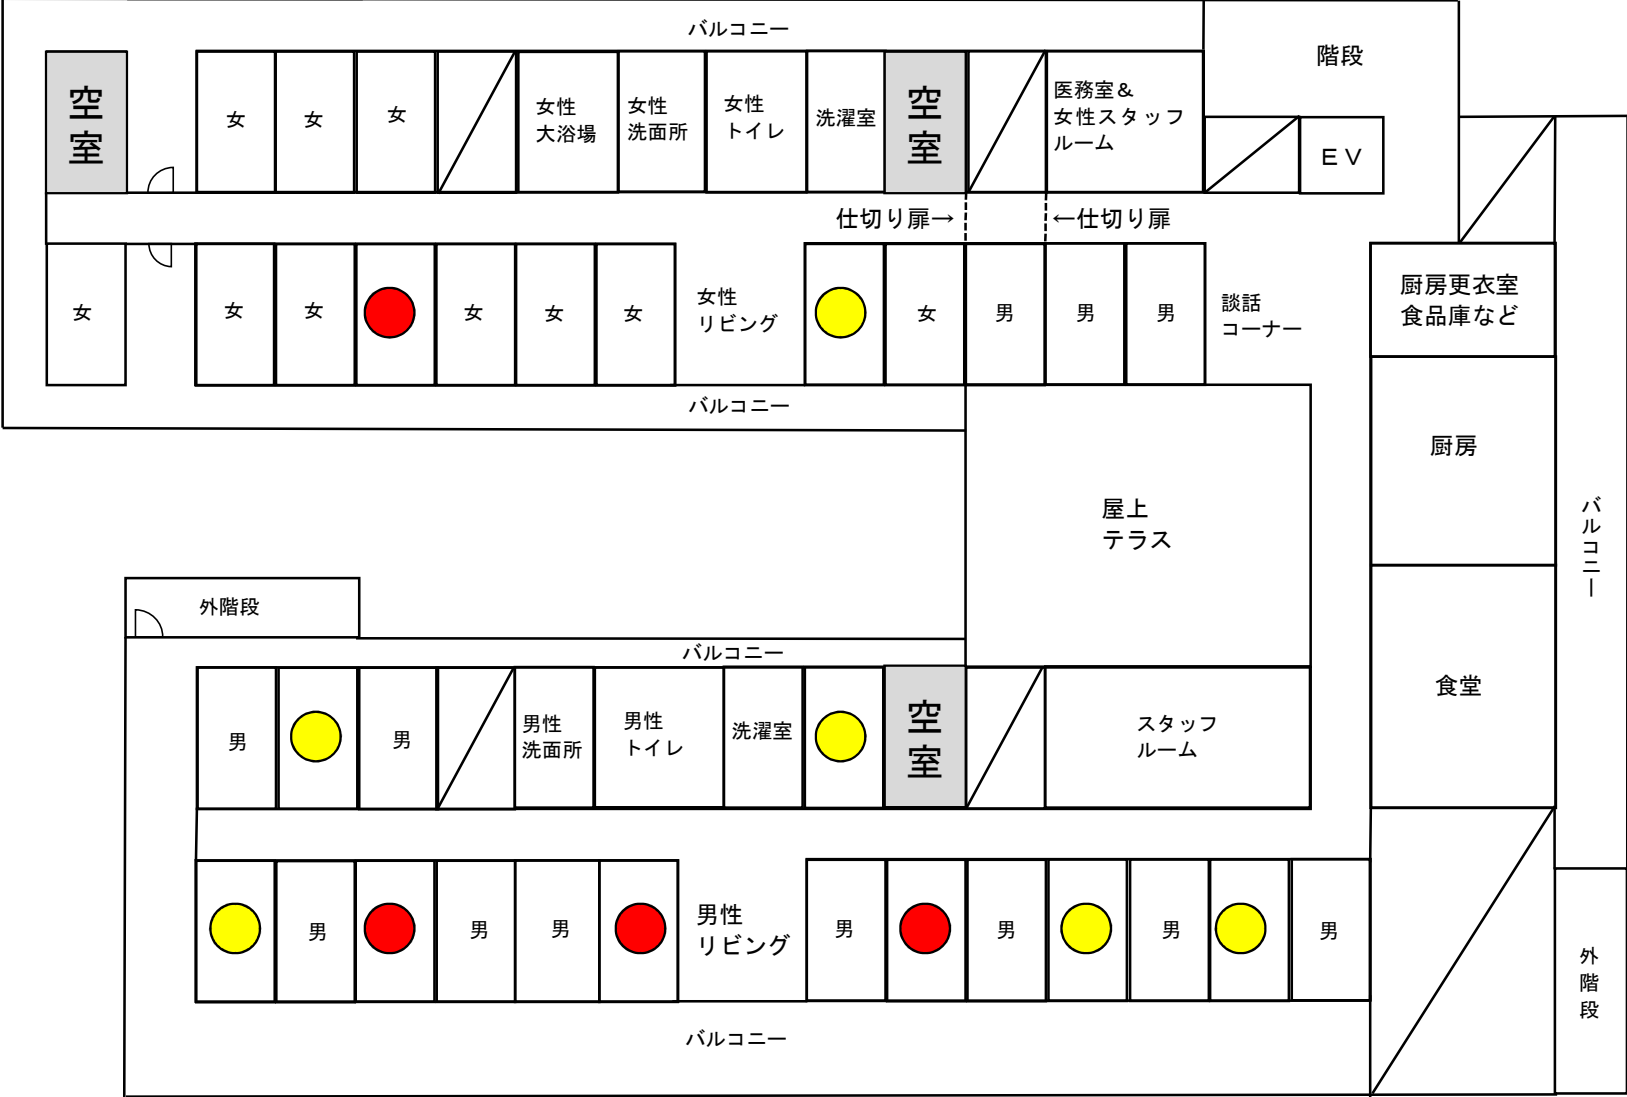 バルコニー
階段
空
室
女
女
女
女性
大浴場
女性
洗面所
女性
トイレ
洗濯室
空
室
医務室&
女性スタッフ
ルーム
EV
仕切り扉→
←仕切り扉
女
女
女
女
女
女
女性
リビング
女
男
男
男
談話
コーナー
厨房更衣室
食品庫など
バルコニー
厨房
屋上
テラス
バルコニー
外階段
バルコニー
食堂
男
男
男性
洗面所
男性
トイレ
洗濯室
空
室
スタッフ
ルーム
男
男
男
男性
リビング
男
男
男
男
外
階
段
バルコニー